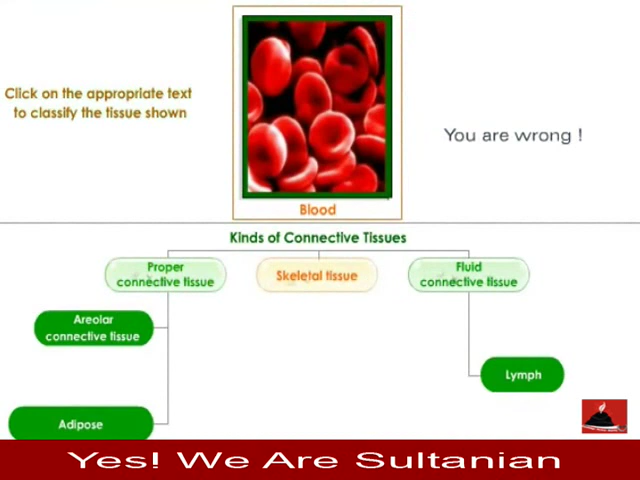 Click on the appropriate text
to classify the tissue shown
You are wrong !
Blood
Kinds of Connective Tissues
Proper
connective tissue
Skeletal tissue
Fluid
connective tissue
Areolar
connective tissue
Lymph
Adipose
Yes! We Are Sultanian